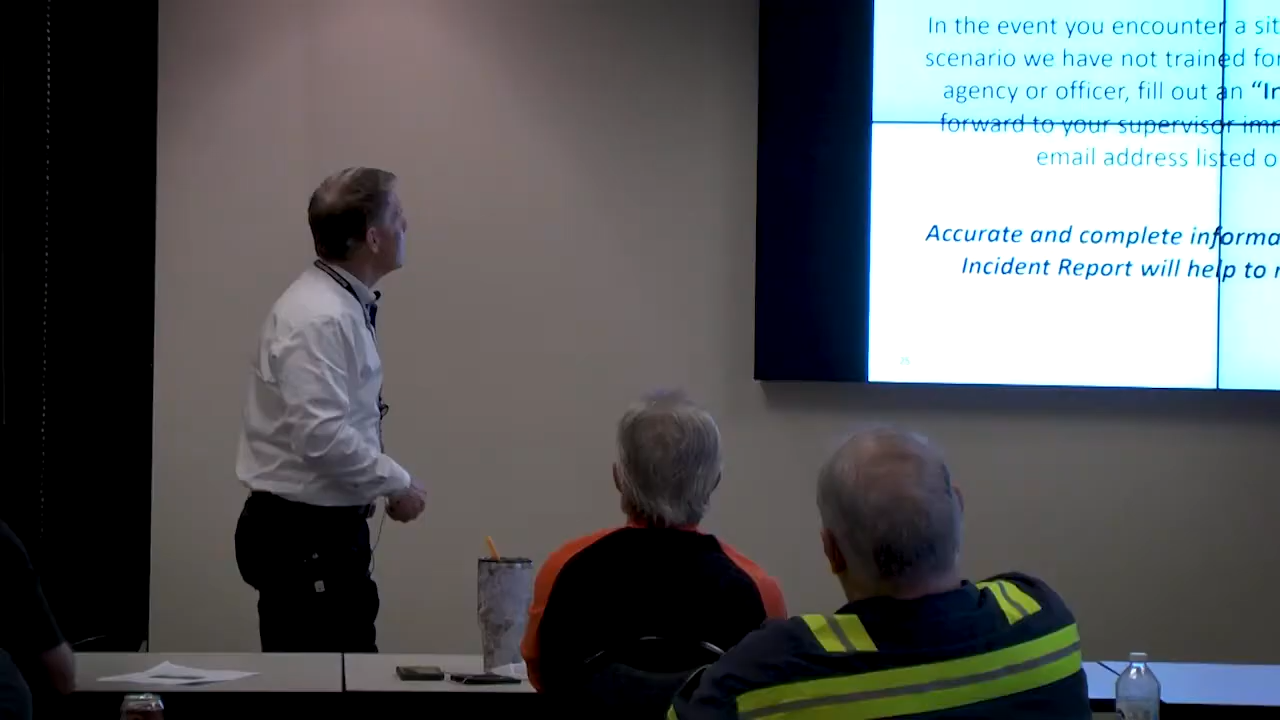 In the event you encounter a sit
scenario we have not trained for
agency or officer, fill out an “In
forward to your supervisor imm
email address listed o
Accurate and complete informa
Incident Report will help to r
25